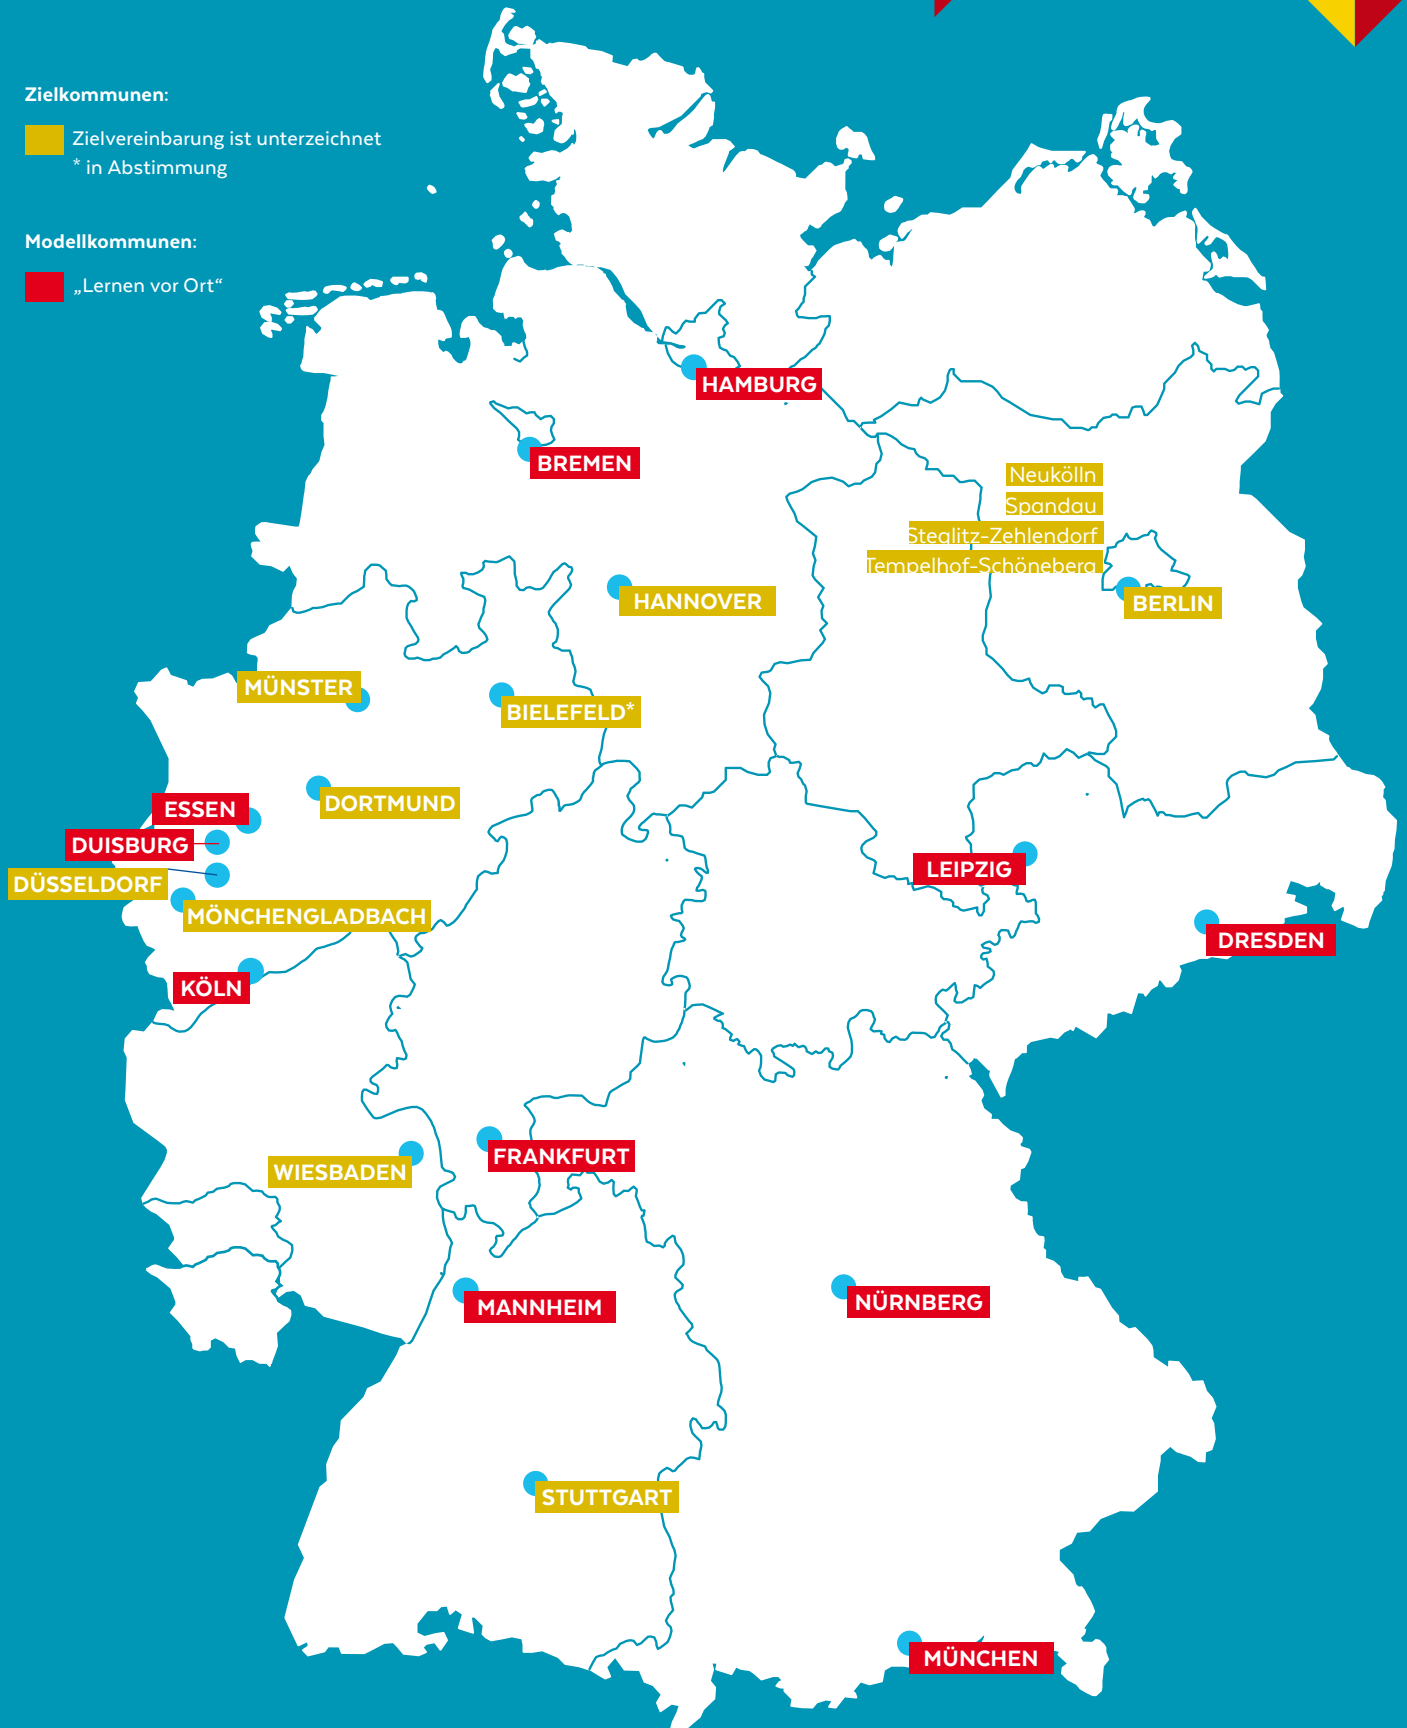 Zielkommunen:
Zielvereinbarung ist unterzeichnet
* in Abstimmung
Modellkommunen:
„Lernen vor Ort“
HAMBURG
BREMEN
Neukölln
Spandau
Steglitz-Zehlendorf
Tempelhof-Schöneberg
HANNOVER
BERLIN
MÜNSTER
BIELEFELD*
DORTMUND
ESSEN
DUISBURG
LEIPZIG
DÜSSELDORF
MÖNCHENGLADBACH
DRESDEN
KÖLN
FRANKFURT
WIESBADEN
MANNHEIM
NÜRNBERG
STUTTGART
MÜNCHEN